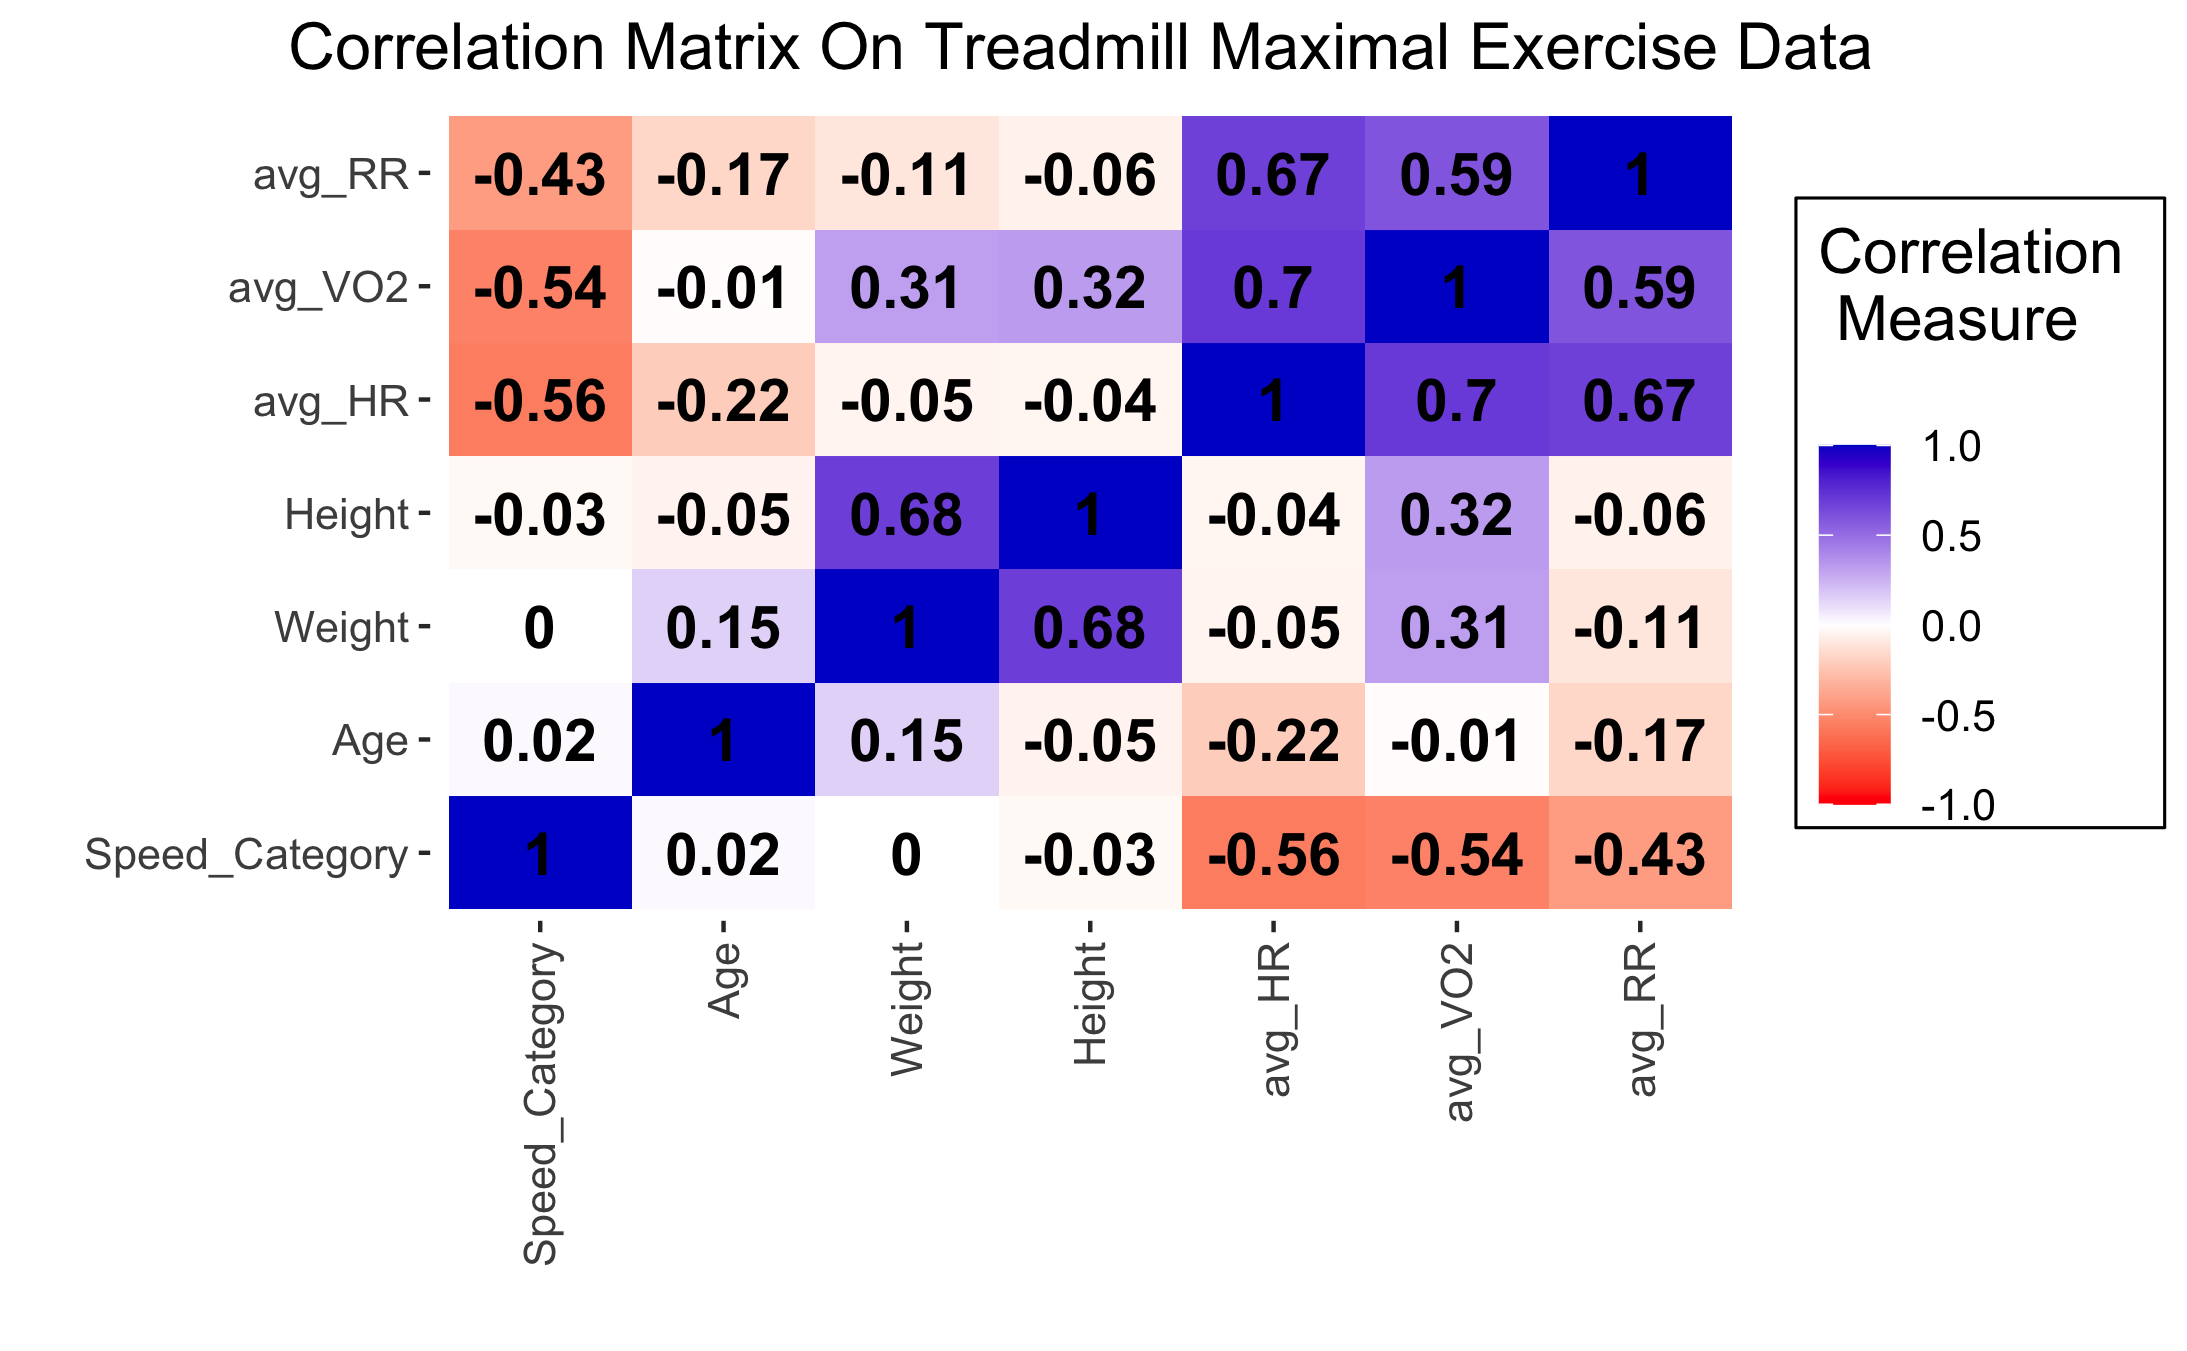 Correlation Matrix On Treadmill Maximal Exercise Data
avg_RR -0.43 -0.17 -0.11 -0.06 0.67 0.59 1
avg_VO2 -0.54 -0.01 0.31 0.32 0.7 1 0.59
avg_HR -0.56 -0.22 -0.05 -0.04 1 0.7 0.67
Height -0.03 -0.05 0.68 1 -0.04 0.32 -0.06
Weight 0 0.15 1 0.68 -0.05 0.31 -0.11
Age 0.02 1 0.15 -0.05 -0.22 -0.01 -0.17
Speed_Category 1 0.02 0 -0.03 -0.56 -0.54 -0.43
Speed_Category
Age
Weight
Height
avg_HR
avg_VO2
avg_RR
Correlation
Measure
1.0
0.5
0.0
-0.5
-1.0